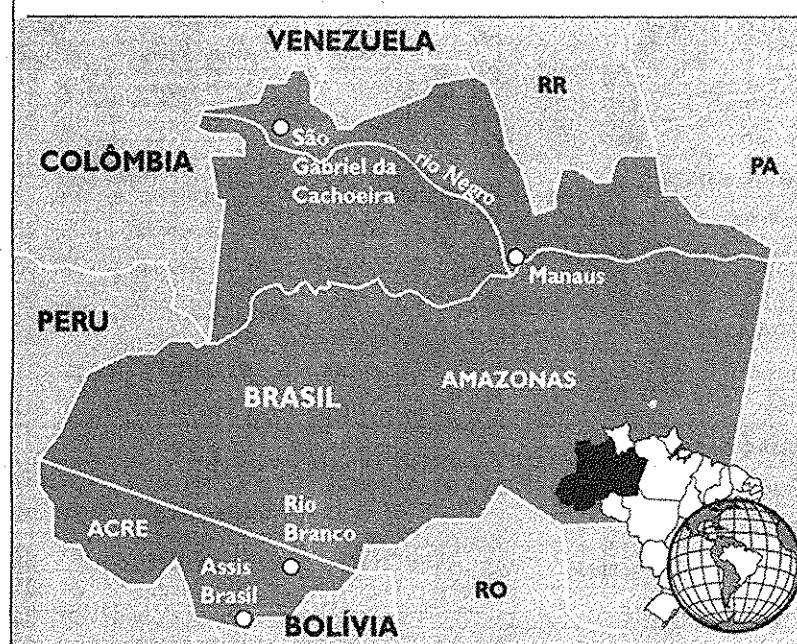 VENEZUELA
RR
COLÔMBIA
São
Gabriel da
Cachoeira
rio Negro
PA
Manaus
PERU
BRASIL
AMAZONAS
ACRE
Rio
Branco
Assis
Brasil
RO
BOLÍVIA